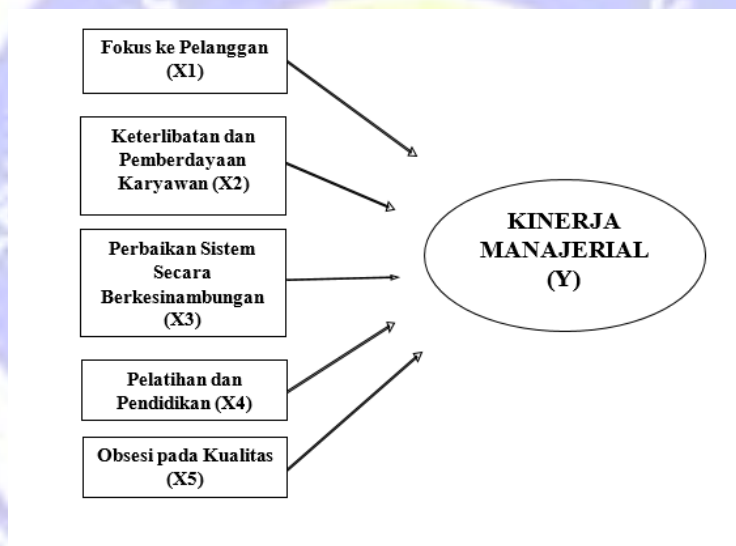 Fokus ke Pelanggan
(X1)
Keterlibatan dan
Pemberdayaan
Karyawan (X2)
Perbaikan Sistem
Secara
Berkesinambungan
(X3)
Pelatihan dan
Pendidikan (X4)
Obsesi pada Kualitas
(X5)
KINERJA
MANAJERIAL
(Y)